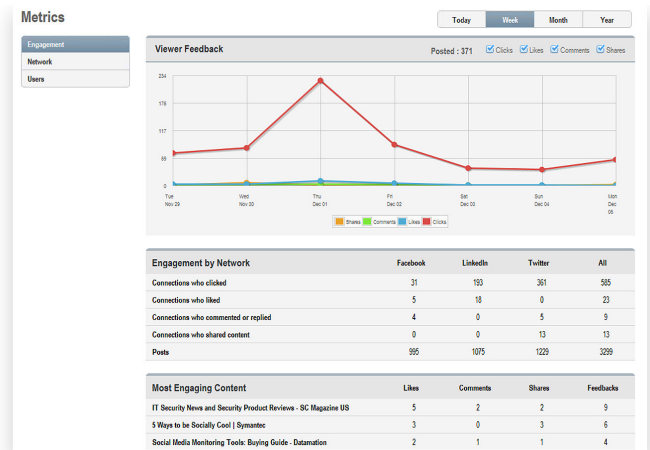 Metrics
Today Week Month Year
Engagement
Network
Users
Viewer Feedback
Posted : 371 Clicks Likes Comments Shares
234
176
117
59
0
Tue Wed Thu Fri Sat Sun Mon
Nov 29 Nov 30 Dec 01 Dec 02 Dec 03 Dec 04 Dec
05
Shares Comments Likes Clicks
Engagement by Network Facebook LinkedIn Twitter All
Connections who clicked 31 193 361 585
Connections who liked 5 18 0 23
Connections who commented or replied 4 0 5 9
Connections who shared content 0 0 13 13
Posts 995 1075 1229 3299
Most Engaging Content Likes Comments Shares Feedbacks
IT Security News and Security Product Reviews - SC Magazine US 5 2 2 9
5 Ways to be Socially Cool | Symantec 3 0 3 6
Social Media Monitoring Tools: Buying Guide - Datamation 2 1 1 4